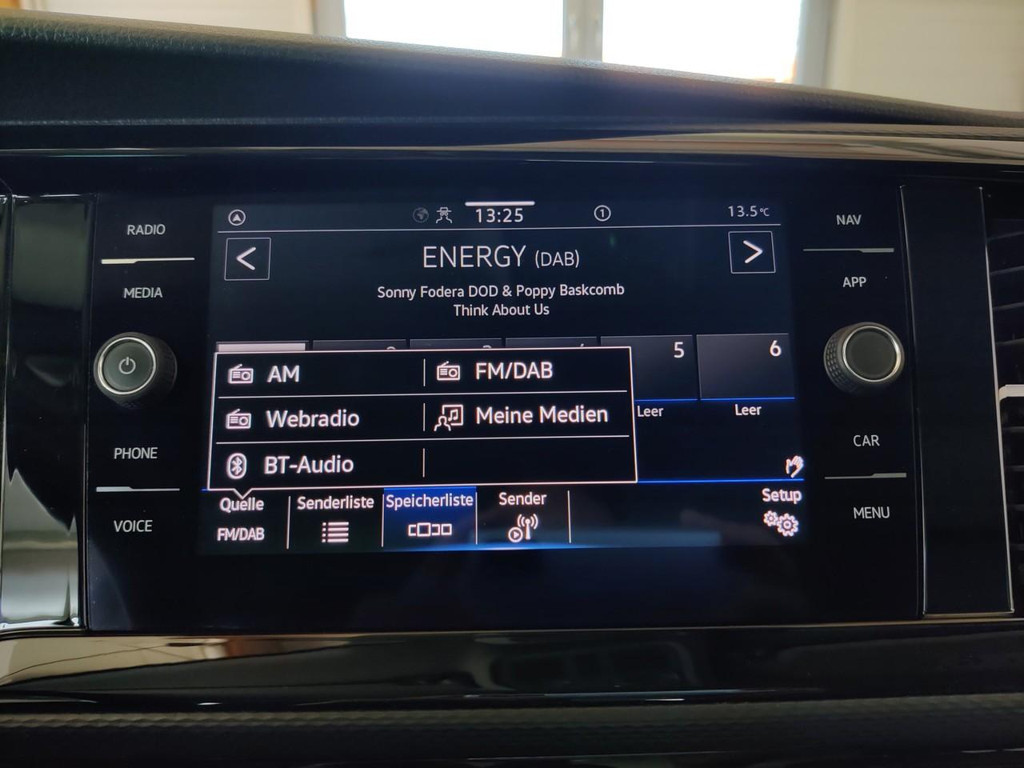 RADIO
MEDIA
PHONE
VOICE
13:25
1
13.5°C
<
ENERGY (DAB)
>
Sonny Fodera DOD & Poppy Baskcomb
Think About Us
5
6
AM
FM/DAB
Webradio
Meine Medien
BT-Audio
Leer
Leer
Quelle
FM/DAB
Senderliste
Speicherliste
Sender
Setup
NAV
APP
CAR
MENU